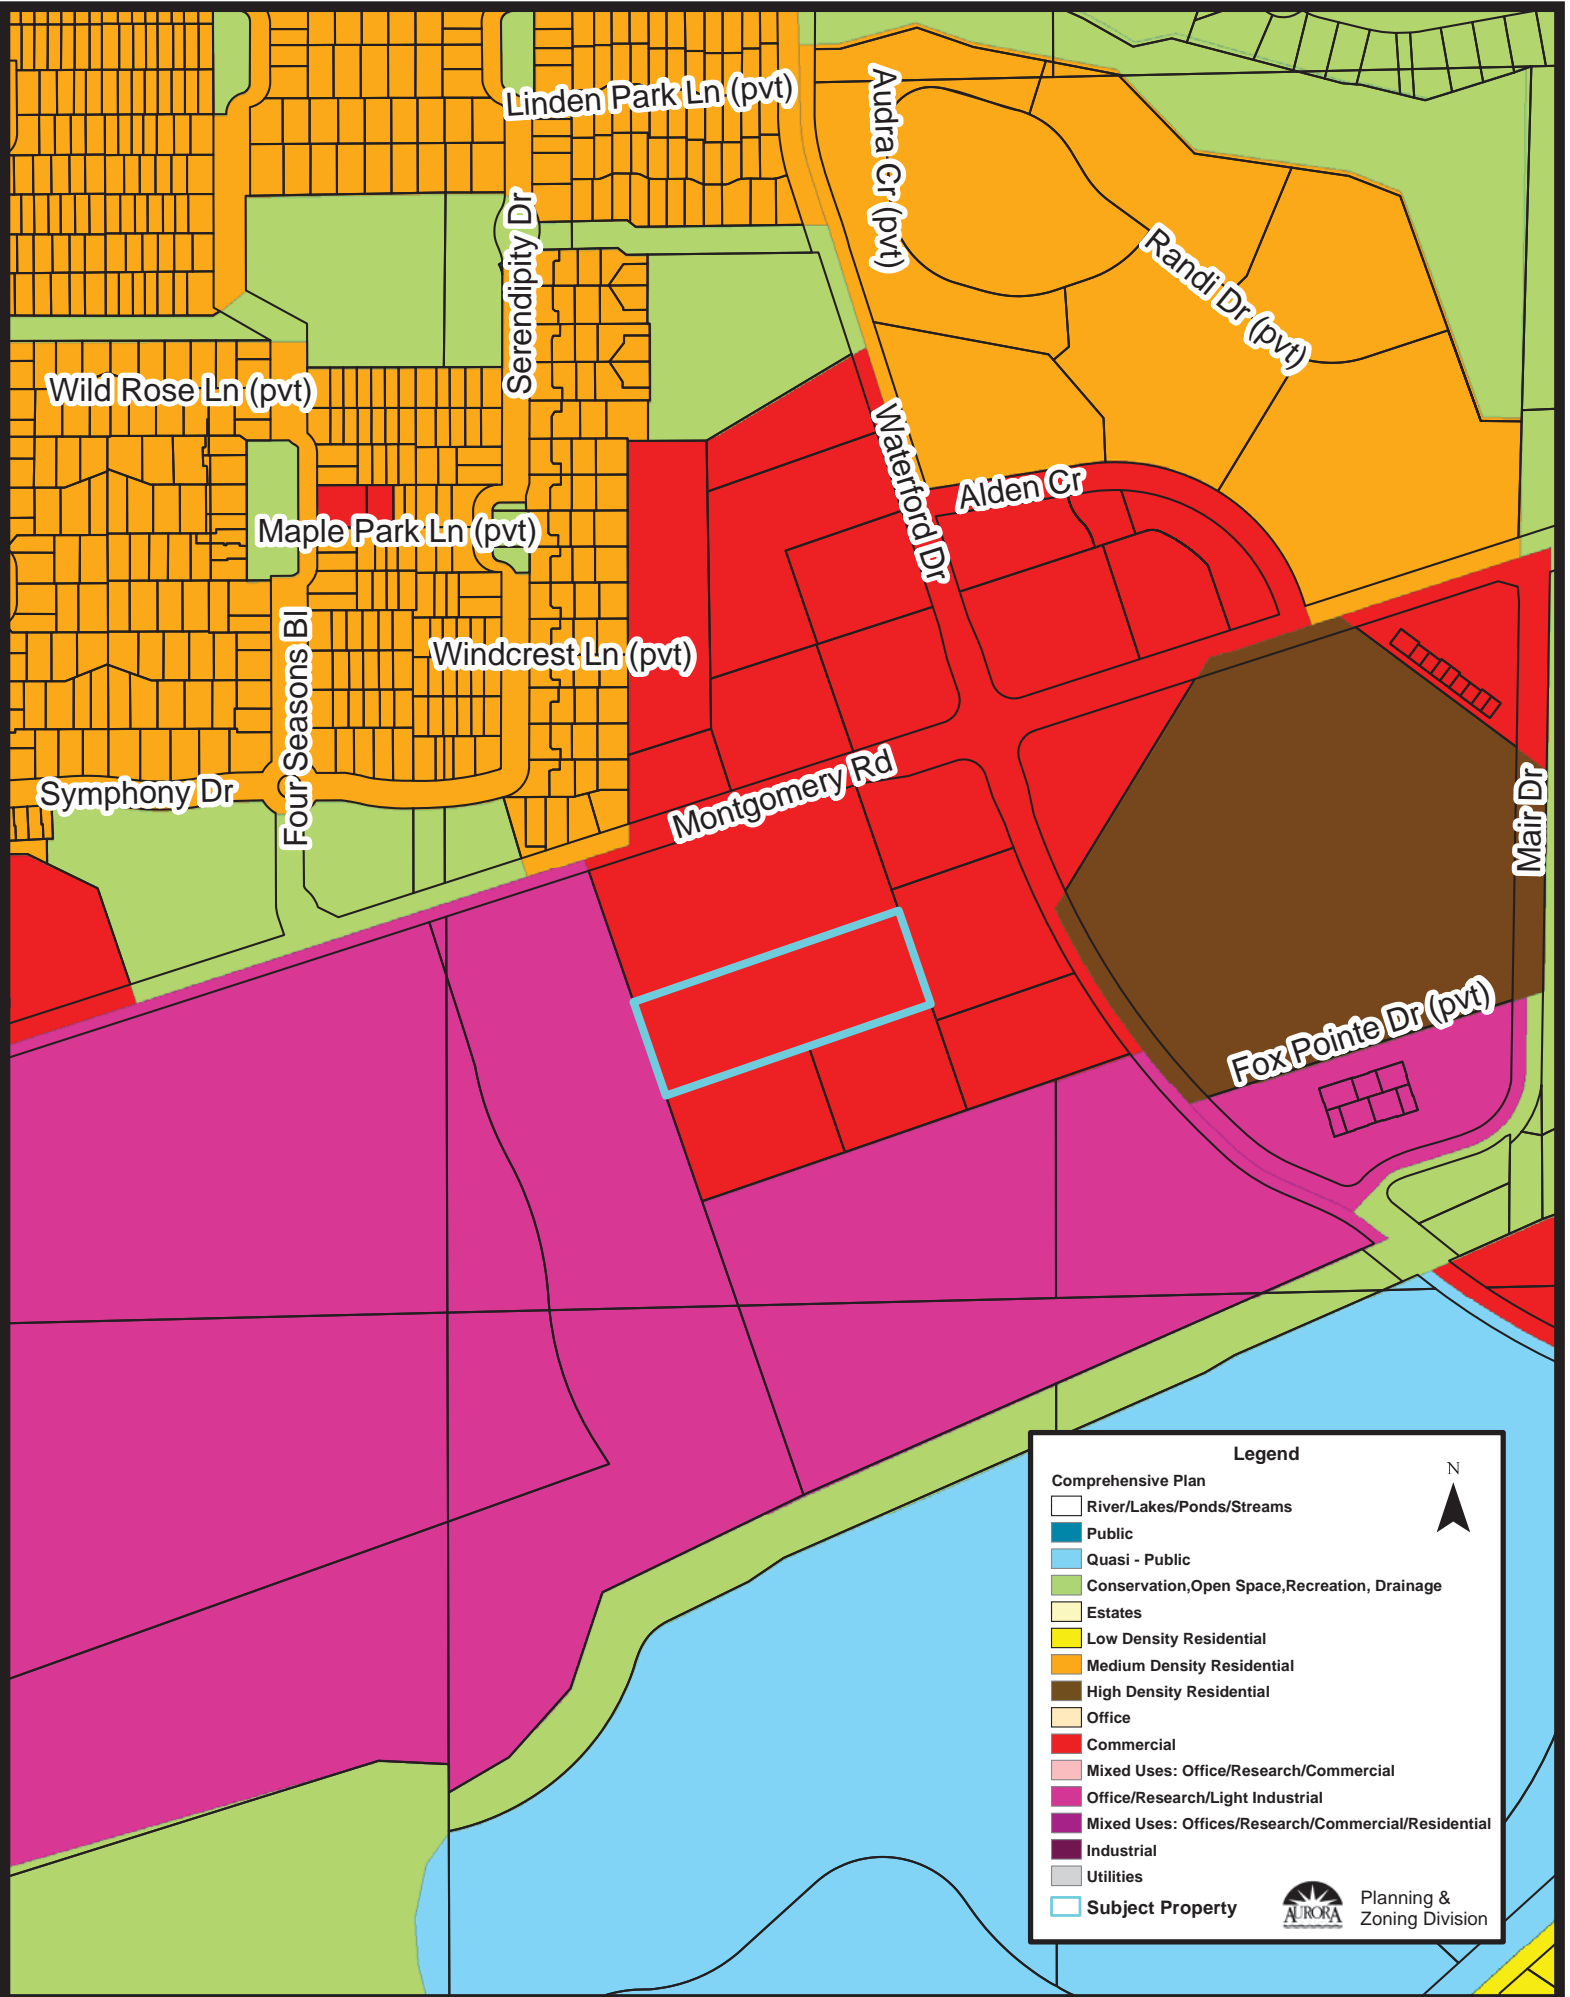 Linden Park Ln (pvt)
Audra Cr (pvt)
Serendipity Dr
Randi Dr (pvt)
Wild Rose Ln (pvt)
Waterford Dr
Alden Cr
Maple Park Ln (pvt)
Windcrest Ln (pvt)
Four Seasons Bl
Symphony Dr
Montgomery Rd
Mair Dr
Fox Pointe Dr (pvt)
Legend
Comprehensive Plan
N
River/Lakes/Ponds/Streams
Public
Quasi - Public
Conservation,Open Space,Recreation, Drainage
Estates
Low Density Residential
Medium Density Residential
High Density Residential
Office
Commercial
Mixed Uses: Office/Research/Commercial
Office/Research/Light Industrial
Mixed Uses: Offices/Research/Commercial/Residential
Industrial
Utilities
Subject Property
AURORA
Planning &
Zoning Division